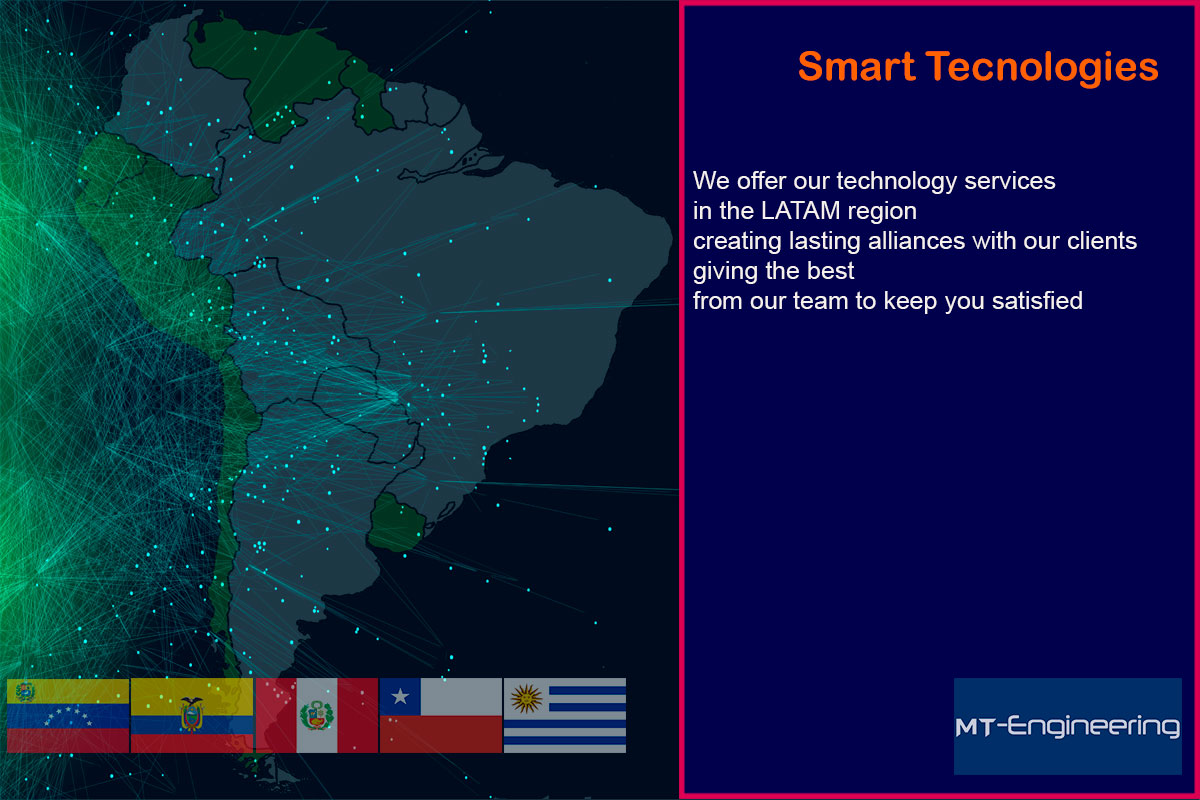 Smart Tecnologies
We offer our technology services
in the LATAM region
creating lasting alliances with our clients
giving the best
from our team to keep you satisfied
MT-Engineering